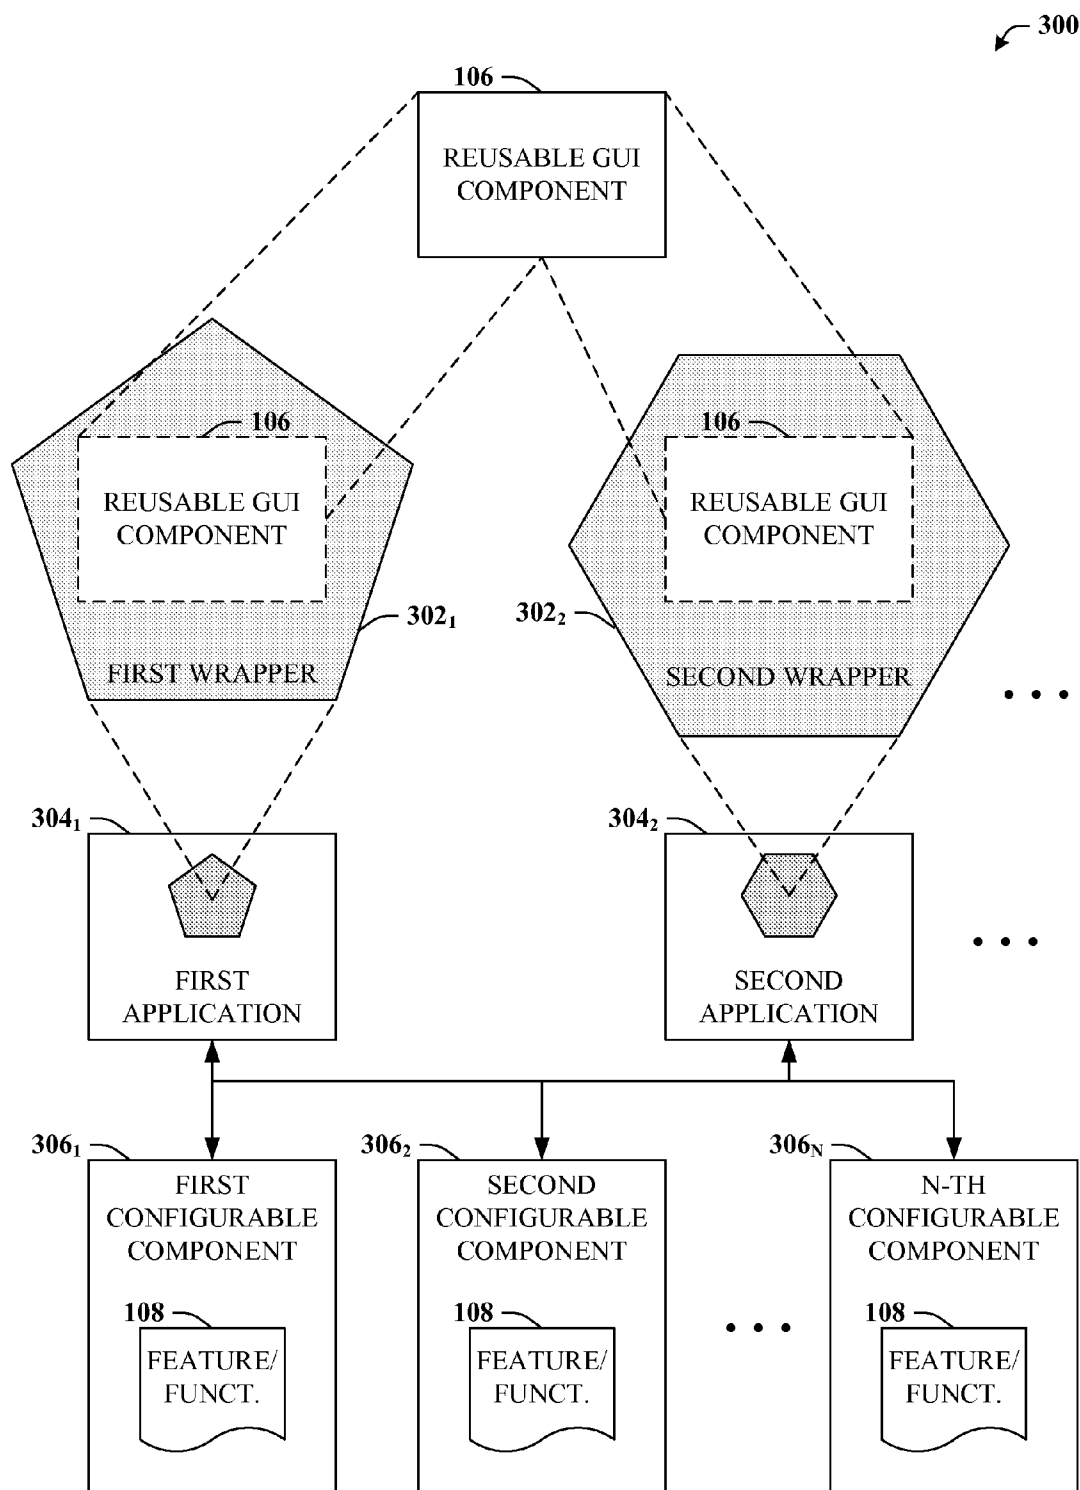 300
106
REUSABLE GUI
COMPONENT
106
REUSABLE GUI
COMPONENT
302₁
FIRST WRAPPER
106
REUSABLE GUI
COMPONENT
302₂
SECOND WRAPPER
304₁
FIRST
APPLICATION
304₂
SECOND
APPLICATION
306₁
FIRST
CONFIGURABLE
COMPONENT
108
FEATURE/
FUNCT.
306₂
SECOND
CONFIGURABLE
COMPONENT
108
FEATURE/
FUNCT.
306N
N-TH
CONFIGURABLE
COMPONENT
108
FEATURE/
FUNCT.